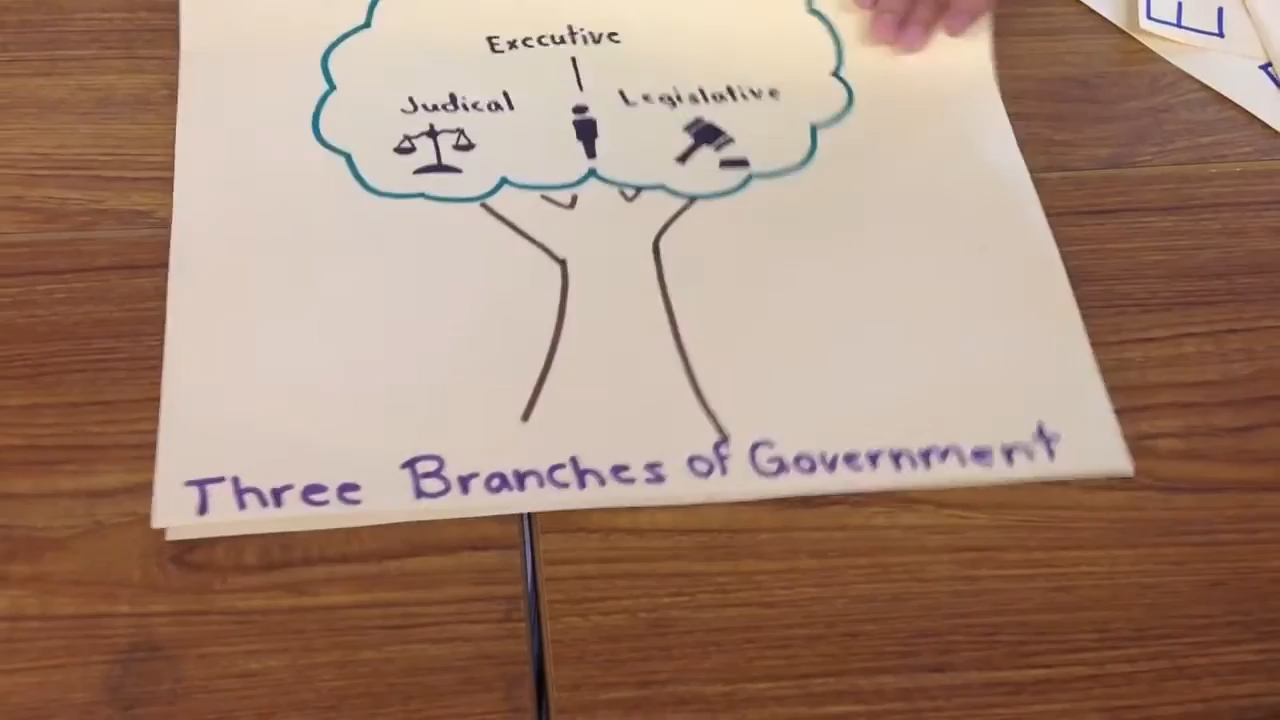 Executive
Judical
Legislative
Three Branches of Government
E